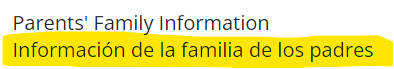 Parents' Family Information
Información de la familia de los padres